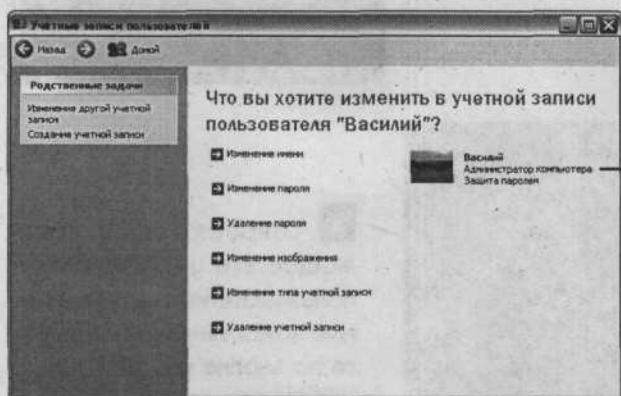 Учетные записи пользователей
Назад Домой
Родственные задачи
Изменение другой учетной
записи
Создание учетной записи
Что вы хотите изменить в учетной записи
пользователя "Василий"?
Изменение имени
Изменение пароля
Удаление пароля
Изменение изображения
Изменение типа учетной записи
Удаление учетной записи
Василий
Администратор компьютера
Защита паролем